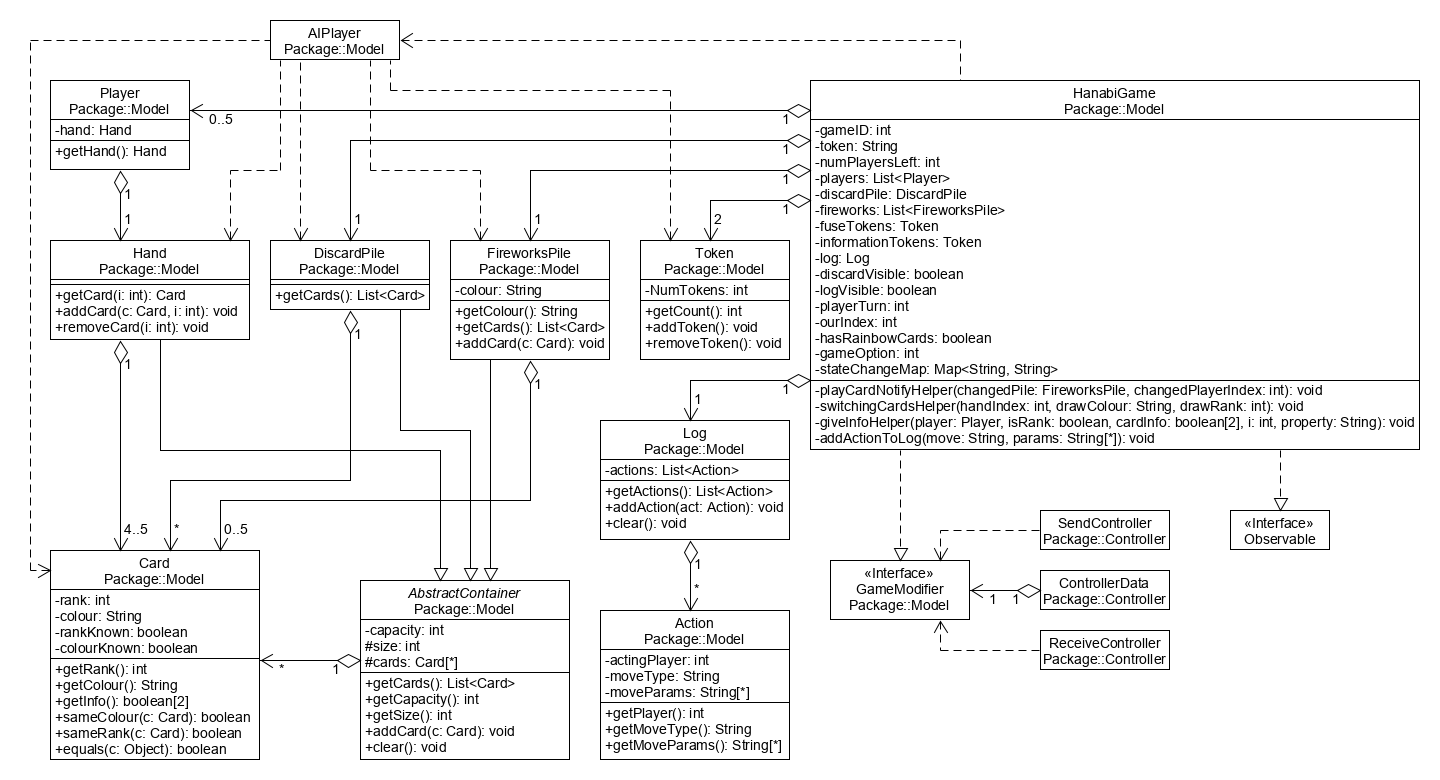 AIPlayer
Package::Model
Player
Package::Model
-hand: Hand
+getHand(): Hand
0..5
1
1
1
1
1
1
HanabiGame
Package::Model
-gameID: int
-token: String
-numPlayersLeft: int
-players: List<Player>
-discardPile: DiscardPile
-fireworks: List<FireworksPile>
-fuseTokens: Token
-informationTokens: Token
-log: Log
-discardVisible: boolean
-logVisible: boolean
-playerTurn: int
-ourIndex: int
-hasRainbowCards: boolean
-gameOption: int
-stateChangeMap: Map<String, String>
-playCardNotifyHelper(changedPile: FireworksPile, changedPlayerIndex: int): void
-switchingCardsHelper(handIndex: int, drawColour: String, drawRank: int): void
-giveInfoHelper(player: Player, isRank: boolean, cardInfo: boolean[2], i: int, property: String): void
-addActionToLog(move: String, params: String[*]): void
1
1
1
2
Hand
Package::Model
+getCard(i: int): Card
+addCard(c: Card, i: int): void
+removeCard(i: int): void
DiscardPile
Package::Model
+getCards(): List<Card>
FireworksPile
Package::Model
-colour: String
+getColour(): String
+getCards(): List<Card>
+addCard(c: Card): void
Token
Package::Model
-NumTokens: int
+getCount(): int
+addToken(): void
+removeToken(): void
1
1
1
1
Log
Package::Model
-actions: List<Action>
+getActions(): List<Action>
+addAction(act: Action): void
+clear(): void
4..5
*
0..5
1
*
Card
Package::Model
-rank: int
-colour: String
-rankKnown: boolean
-colourKnown: boolean
+getRank(): int
+getColour(): String
+getInfo(): boolean[2]
+sameColour(c: Card): boolean
+sameRank(c: Card): boolean
+equals(c: Object): boolean
*
1
AbstractContainer
Package::Model
-capacity: int
#size: int
#cards: Card[*]
+getCards(): List<Card>
+getCapacity(): int
+getSize(): int
+addCard(c: Card): void
+clear(): void
Action
Package::Model
-actingPlayer: int
-moveType: String
-moveParams: String[*]
+getPlayer(): int
+getMoveType(): String
+getMoveParams(): String[*]
«Interface»
GameModifier
Package::Model
1
1
SendController
Package::Controller
ControllerData
Package::Controller
ReceiveController
Package::Controller
«Interface»
Observable